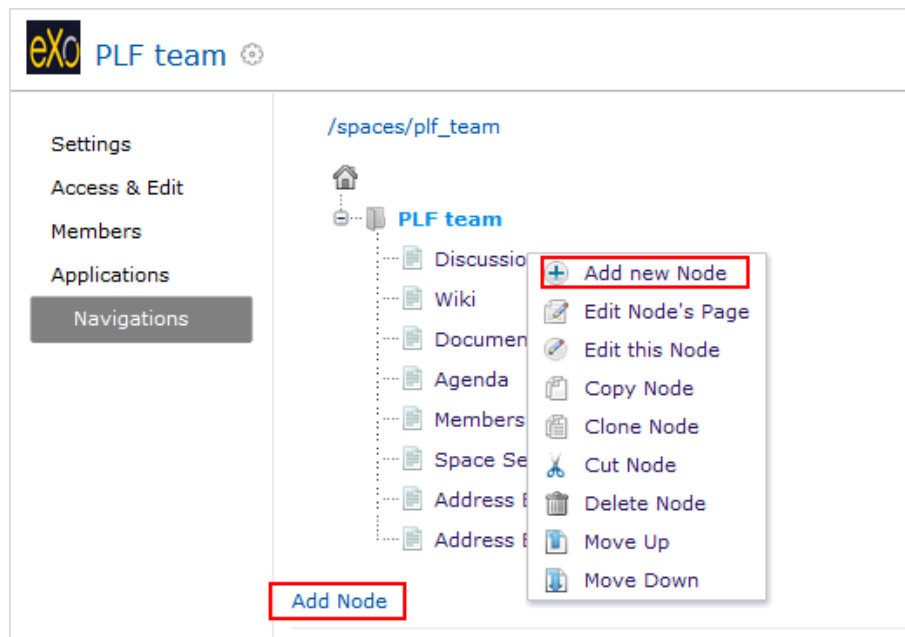 eXo PLF team
Settings
Access & Edit
Members
Applications
Navigations
/spaces/plf_team
PLF team
Discussio
Wiki
Documen
Agenda
Members
Space Se
Address
Address
Add new Node
Edit Node's Page
Edit this Node
Copy Node
Clone Node
Cut Node
Delete Node
Move Up
Move Down
Add Node